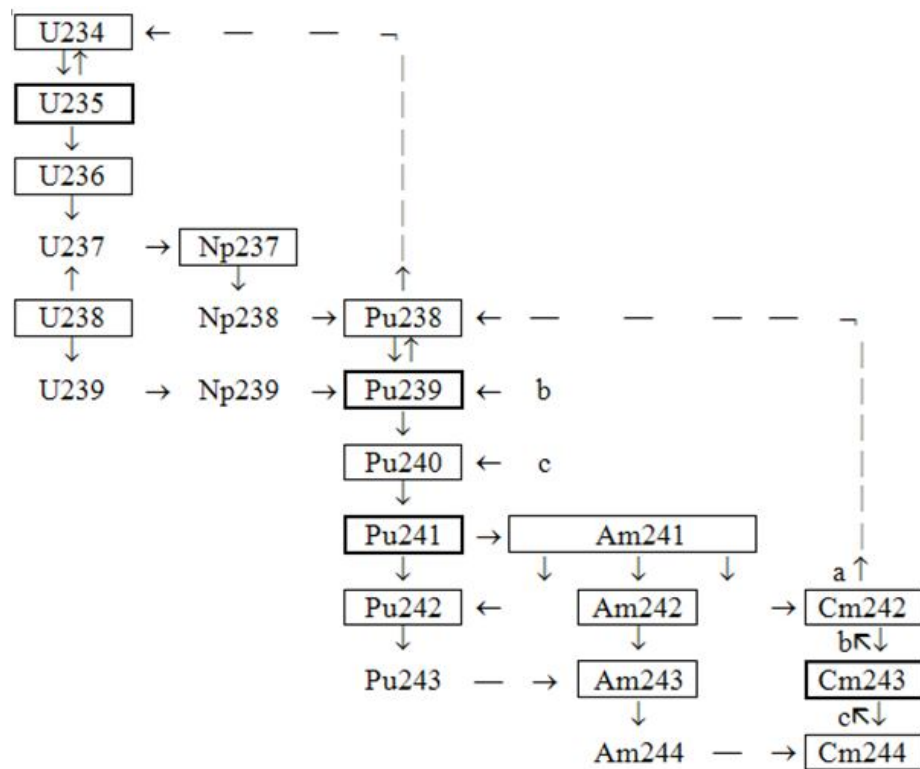 U234
U235
U236
U237 Np237
U238 Np238 Pu238
U239 Np239 Pu239 b
Pu240 c
Pu241 Am241
a
Pu242 Am242 Cm242
b
Pu243 Am243 Cm243
c
Am244 Cm244